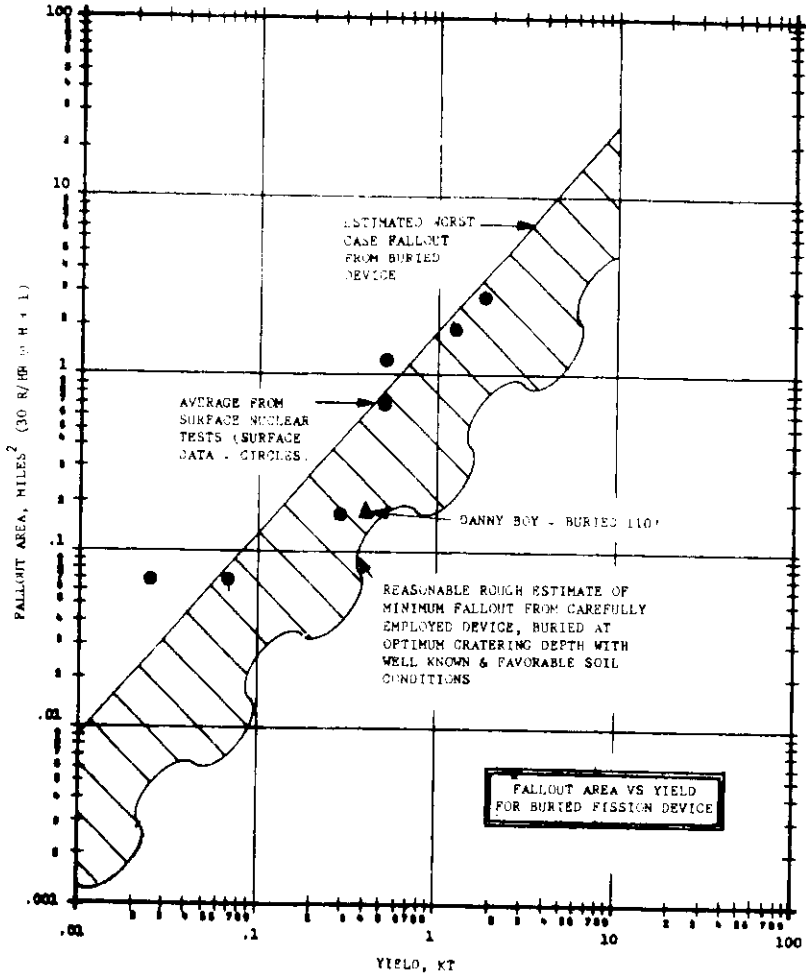 100
10
1
.1
.01
.001
FALLOUT AREA, MILES² (30 R/HR @ H + 1)
ESTIMATED WORST
CASE FALLOUT
FROM BURIED
DEVICE
AVERAGE FROM
SURFACE NUCLEAR
TESTS (SURFACE
DATA - CIRCLES)
DANNY BOY - BURIED 110'
REASONABLE ROUGH ESTIMATE OF
MINIMUM FALLOUT FROM CAREFULLY
EMPLOYED DEVICE, BURIED AT
OPTIMUM CRATERING DEPTH WITH
WELL KNOWN & FAVORABLE SOIL
CONDITIONS
FALLOUT AREA VS YIELD
FOR BURIED FISSION DEVICE
.01 .1 1 10 100
YIELD, KT